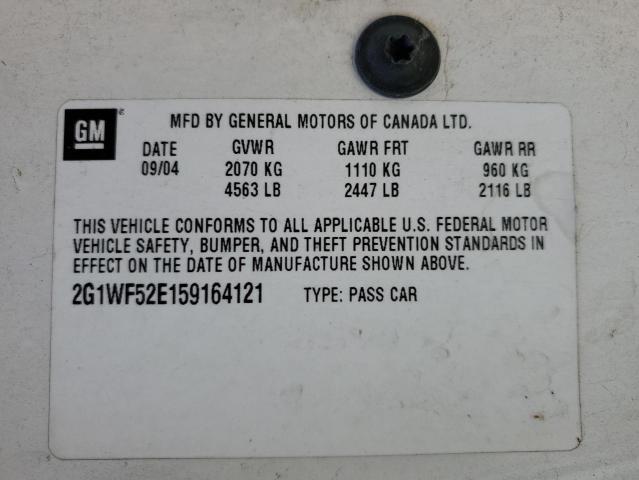 GM MFD BY GENERAL MOTORS OF CANADA LTD.
DATE GVWR GAWR FRT GAWR RR
09/04 2070 KG 1110 KG 960 KG
4563 LB 2447 LB 2116 LB
THIS VEHICLE CONFORMS TO ALL APPLICABLE U.S. FEDERAL MOTOR
VEHICLE SAFETY, BUMPER, AND THEFT PREVENTION STANDARDS IN
EFFECT ON THE DATE OF MANUFACTURE SHOWN ABOVE.
2G1WF52E159164121 TYPE: PASS CAR